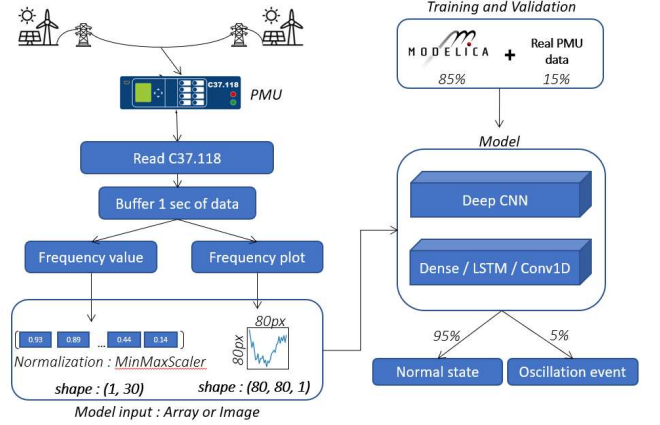 C37.118
PMU
Read C37.118
Buffer 1 sec of data
Frequency value
Frequency plot
0.93 0.89 ... 0.44 0.14
Normalization : MinMaxScaler
shape : (1, 30)
80px
80px
shape : (80, 80, 1)
Model input : Array or Image
Training and Validation
MODELICA
85%
+
Real PMU
data
15%
Model
Deep CNN
Dense / LSTM / Conv1D
95%
5%
Normal state
Oscillation event